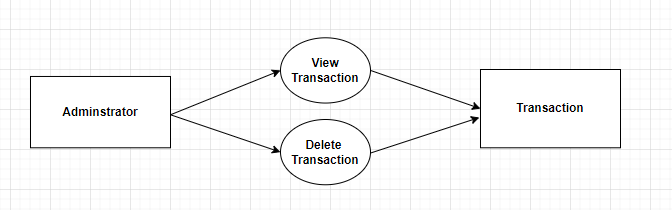 Adminstrator
View
Transaction
Delete
Transaction
Transaction